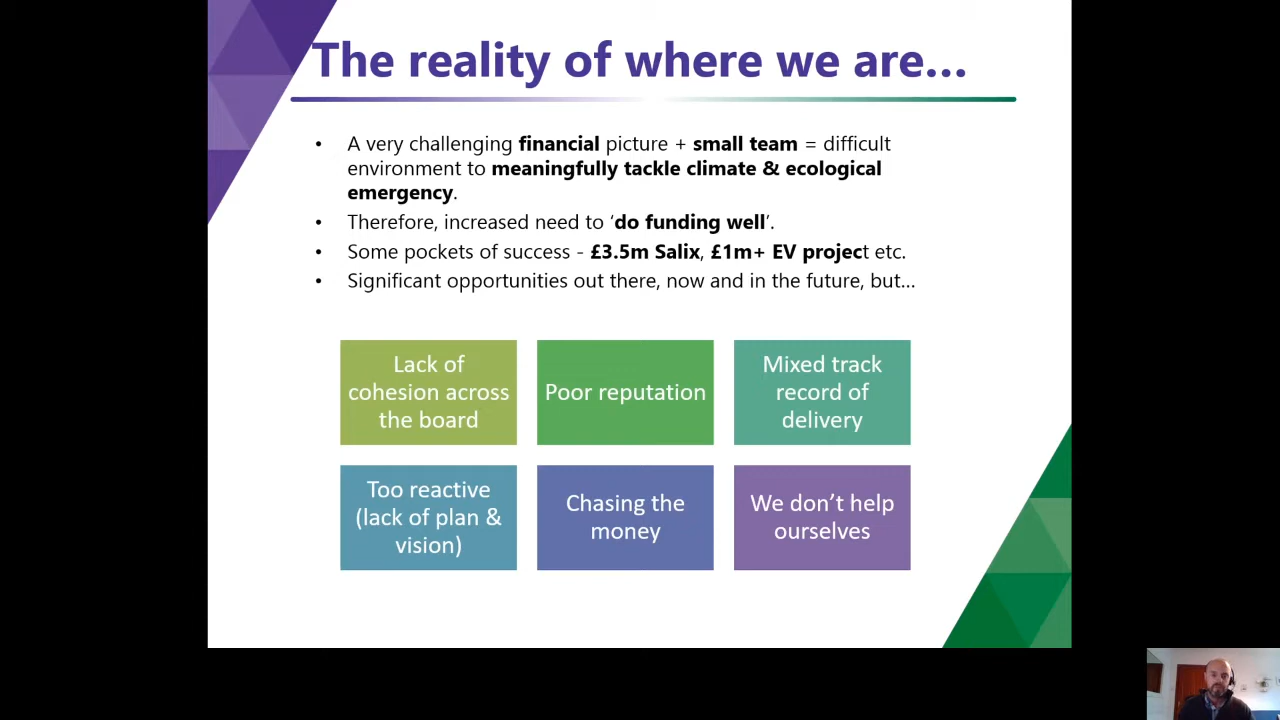 The reality of where we are...
• A very challenging financial picture + small team = difficult
environment to meaningfully tackle climate & ecological
emergency.
• Therefore, increased need to ‘do funding well’.
• Some pockets of success - £3.5m Salix, £1m+ EV project etc.
• Significant opportunities out there, now and in the future, but...
Lack of
cohesion across
the board
Poor reputation
Mixed track
record of
delivery
Too reactive
(lack of plan &
vision)
Chasing the
money
We don’t help
ourselves